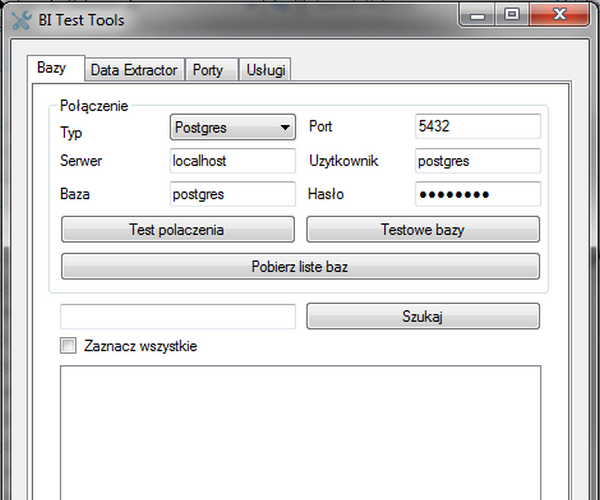 BI Test Tools
Bazy Data Extractor Porty Usługi
Połączenie
Typ Postgres Port 5432
Serwer localhost Uzytkownik postgres
Baza postgres Hasło ●●●●●●●●
Test polaczenia Testowe bazy
Pobierz liste baz
Szukaj
Zaznacz wszystkie